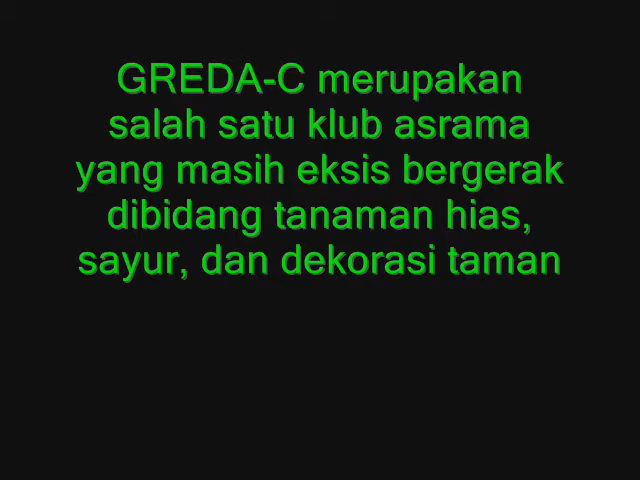 GREDA-C merupakan
salah satu klub asrama
yang masih eksis bergerak
dibidang tanaman hias,
sayur, dan dekorasi taman